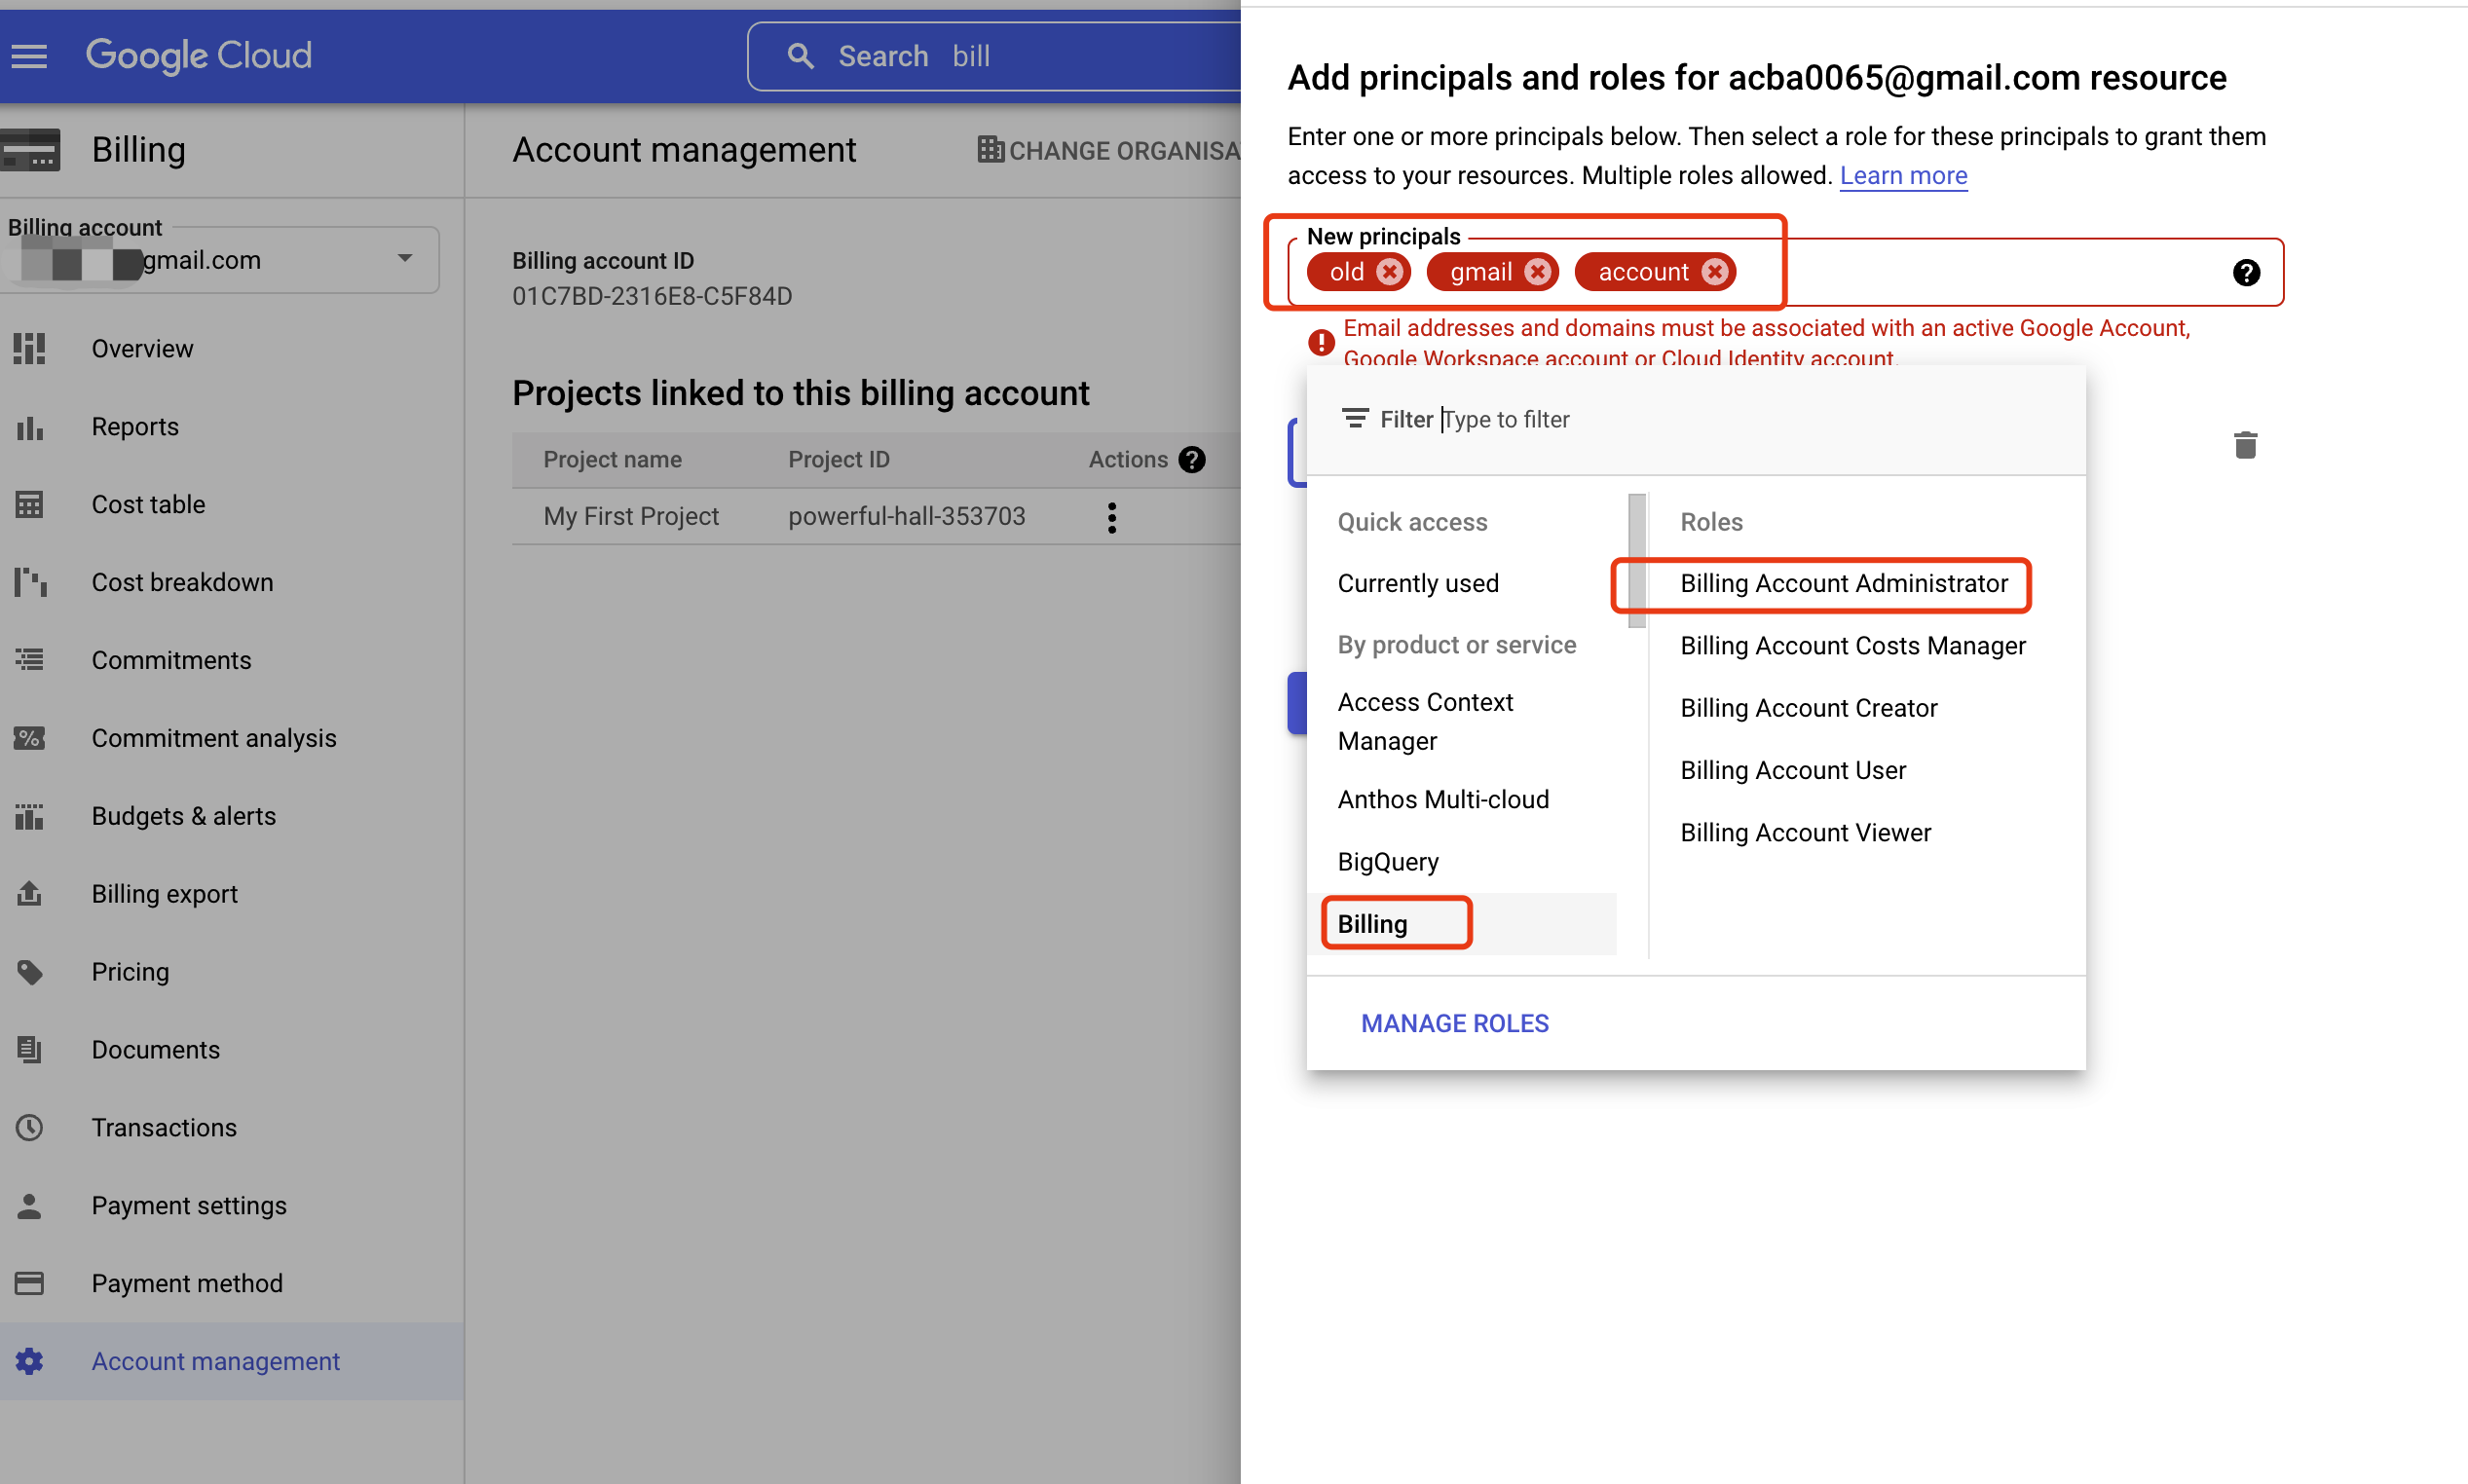 Google Cloud
Search bill
Billing
Billing account
gmail.com
Overview
Reports
Cost table
Cost breakdown
Commitments
Commitment analysis
Budgets & alerts
Billing export
Pricing
Documents
Transactions
Payment settings
Payment method
Account management
Account management
CHANGE ORGANISA
Billing account ID
01C7BD-2316E8-C5F84D
Projects linked to this billing account
Project name Project ID Actions
My First Project powerful-hall-353703
Add principals and roles for acba0065@gmail.com resource
Enter one or more principals below. Then select a role for these principals to grant them
access to your resources. Multiple roles allowed. Learn more
New principals
old gmail account
Email addresses and domains must be associated with an active Google Account,
Google Workspace account or Cloud Identity account.
Filter Type to filter
Quick access
Currently used
By product or service
Access Context
Manager
Anthos Multi-cloud
BigQuery
Billing
Roles
Billing Account Administrator
Billing Account Costs Manager
Billing Account Creator
Billing Account User
Billing Account Viewer
MANAGE ROLES